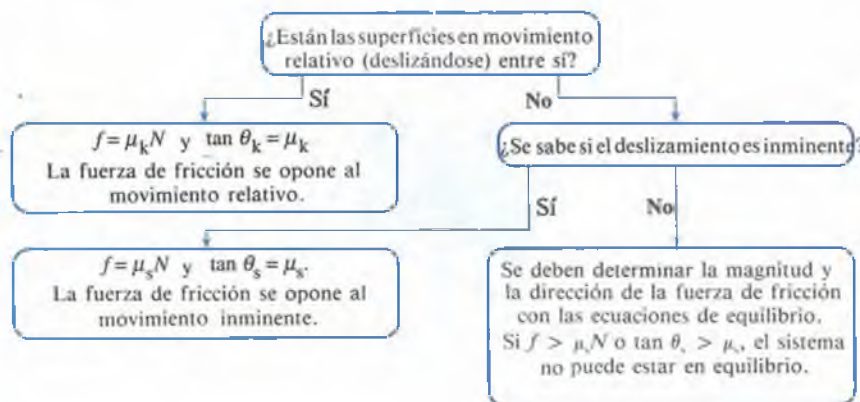 ¿Están las superficies en movimiento
relativo (deslizándose) entre sí?
Sí
No
f = μₖN y tan θₖ = μₖ
La fuerza de fricción se opone al
movimiento relativo.
¿Se sabe si el deslizamiento es inminente?
Sí
No
f = μₛN y tan θₛ = μₛ.
La fuerza de fricción se opone al
movimiento inminente.
Se deben determinar la magnitud y
la dirección de la fuerza de fricción
con las ecuaciones de equilibrio.
Si f > μₛN o tan θₛ > μₛ, el sistema
no puede estar en equilibrio.